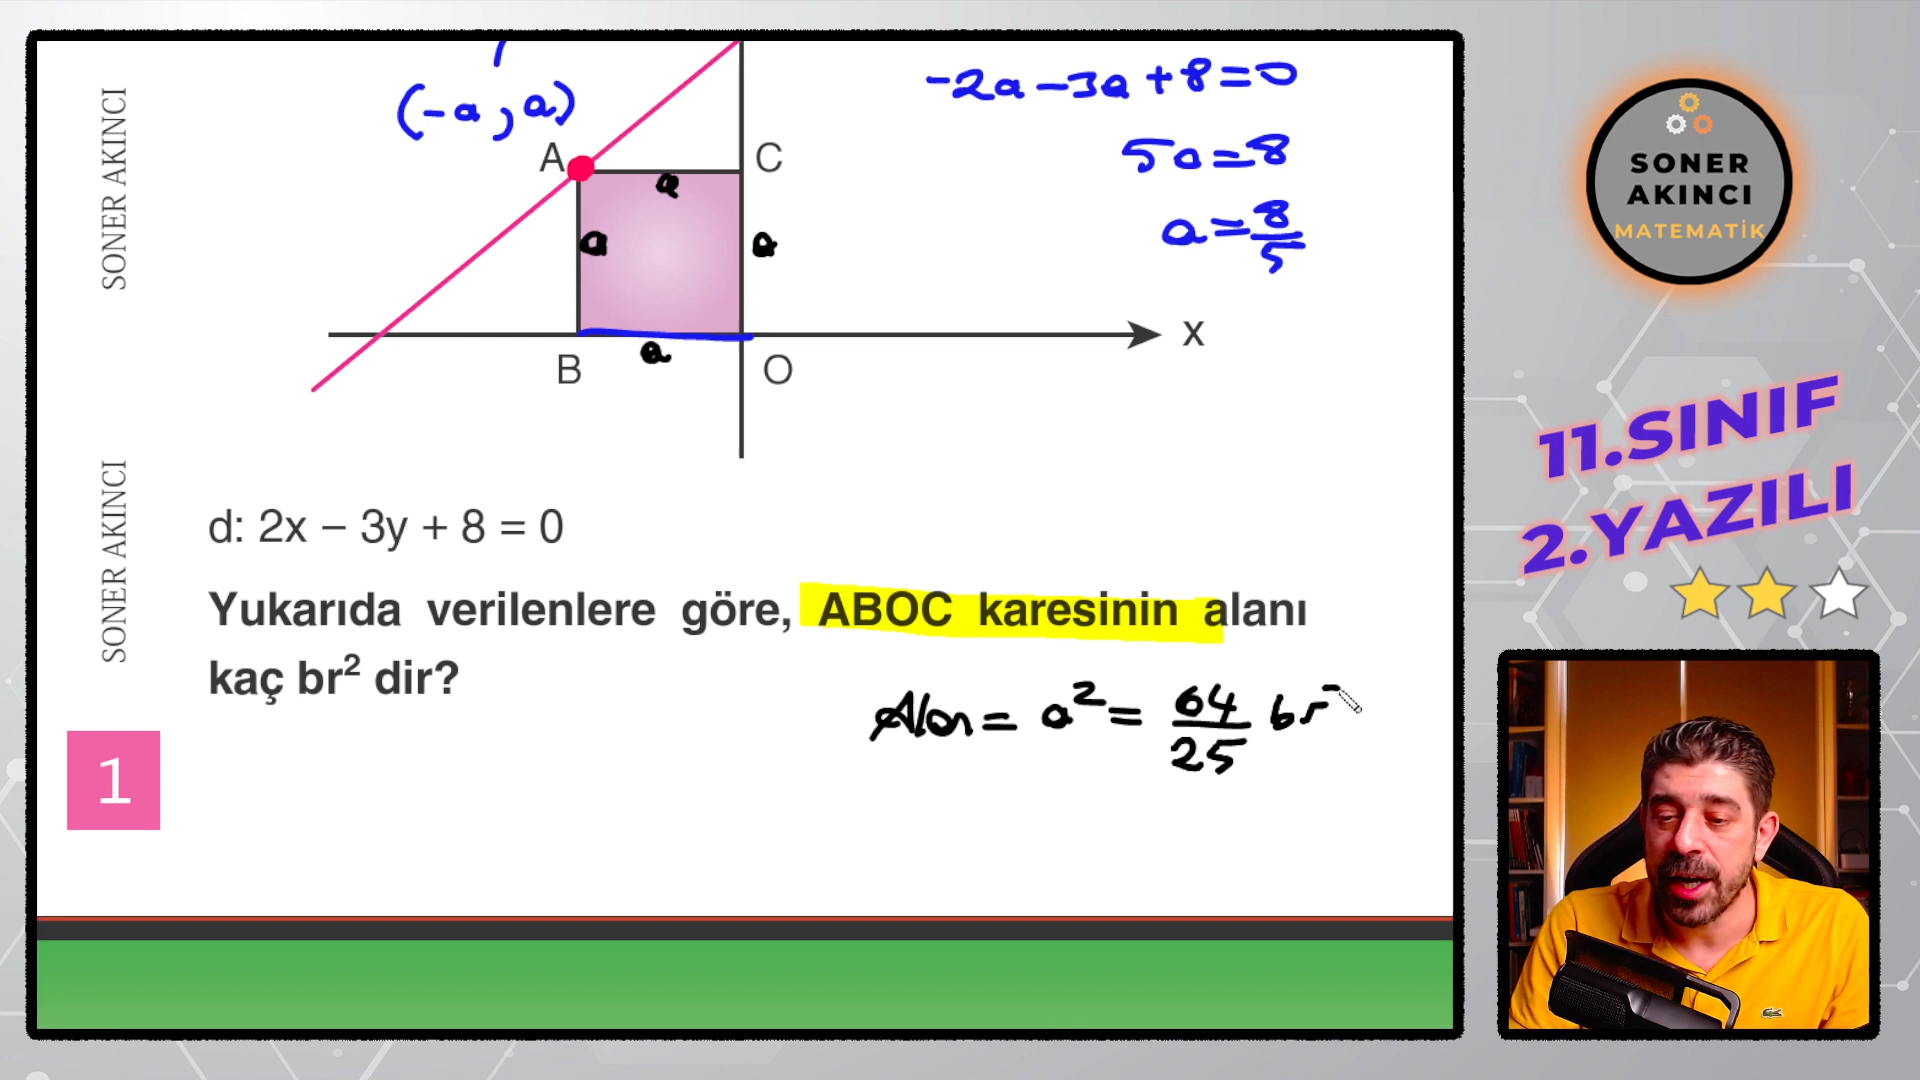 SONER AKINCI
SONER AKINCI
(-a, a)
A
C
a
a
a
a
B
O
X
-2a-3a+8=0
5a=8
a=8/5
d: 2x – 3y + 8 = 0
Yukarıda verilenlere göre, ABOC karesinin alanı
kaç br² dir?
Alan = a² = 64/25 br²
1
SONER
AKINCI
MATEMATİK
11.SINIF
2.YAZILI